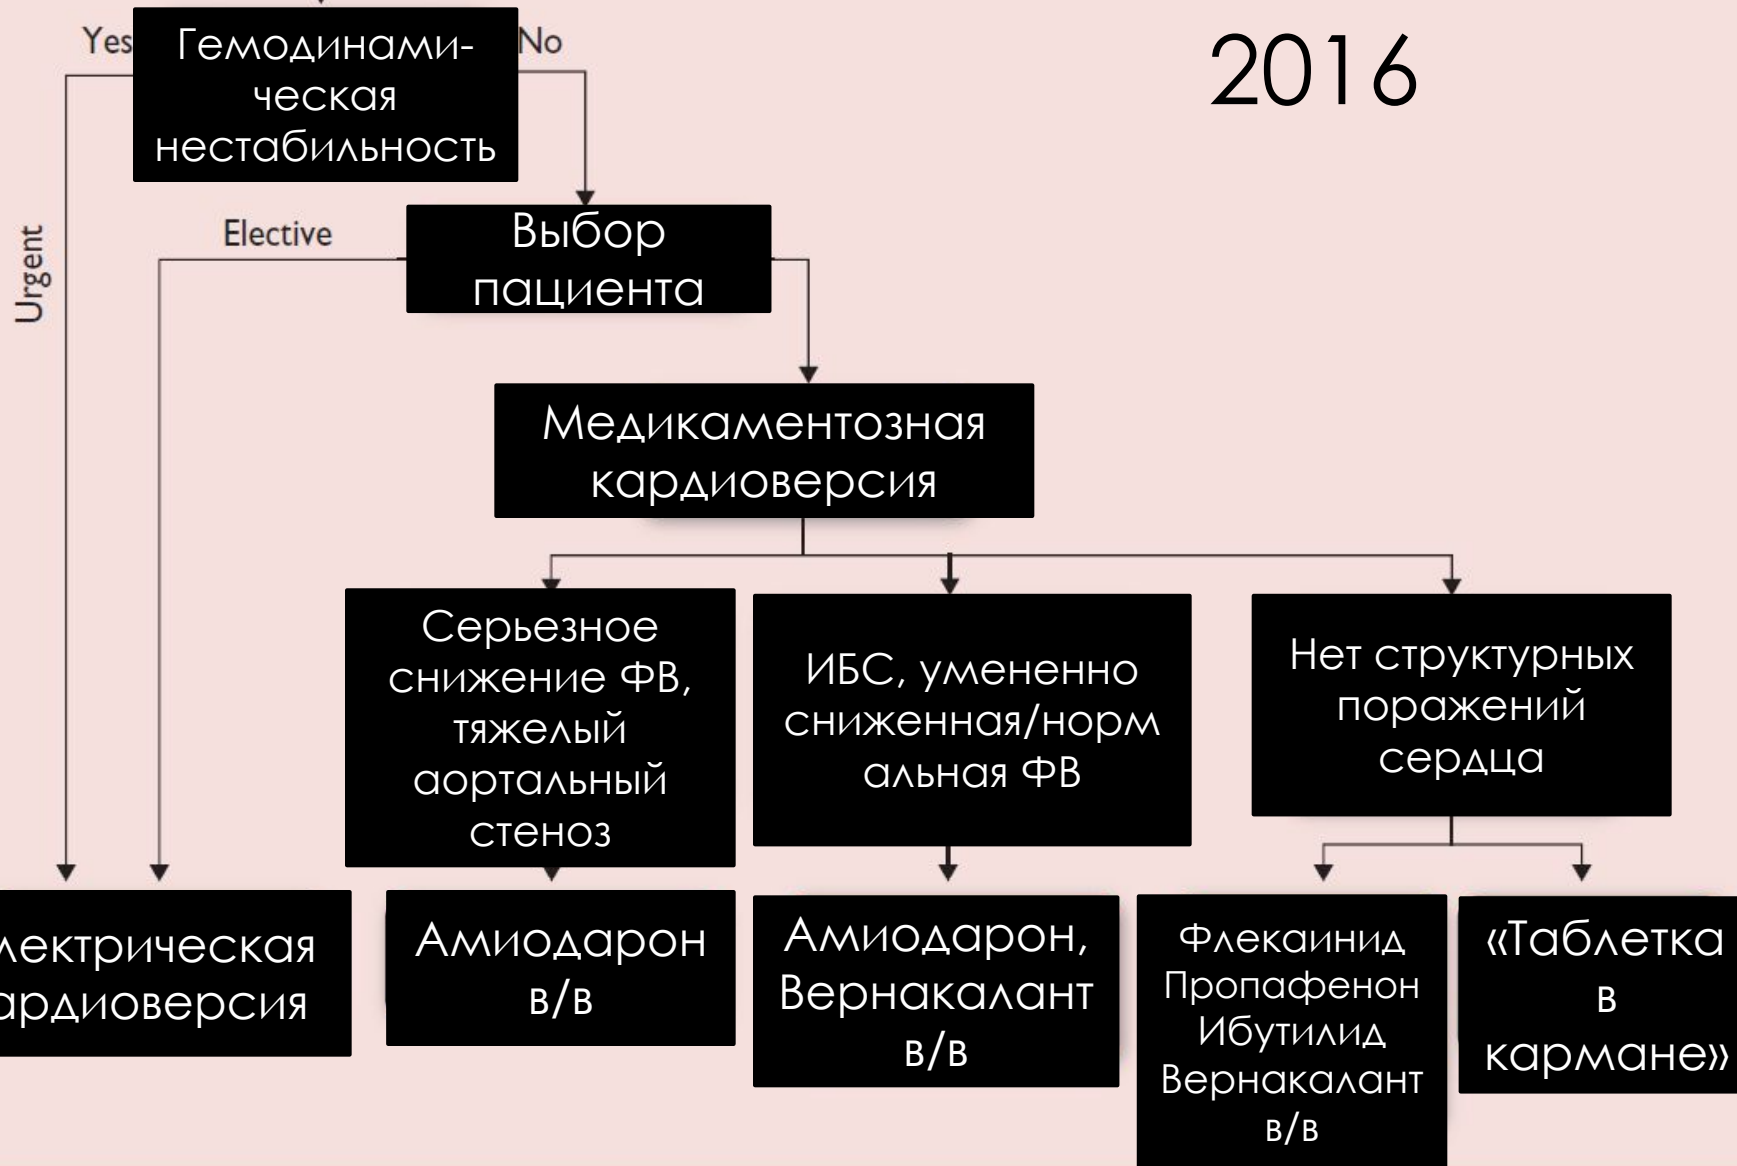 2016
Yes
No
Гемодинами-
ческая
нестабильность
Urgent
Elective
Выбор
пациента
Медикаментозная
кардиоверсия
Серьезное
снижение ФВ,
тяжелый
аортальный
стеноз
ИБС, умененно
сниженная/норм
альная ФВ
Нет структурных
поражений
сердца
лектрическая
ардиоверсия
Амиодарон
в/в
Амиодарон,
Вернакалант
в/в
Флекаинид
Пропафенон
Ибутилид
Вернакалант
в/в
«Таблетка
в
кармане»